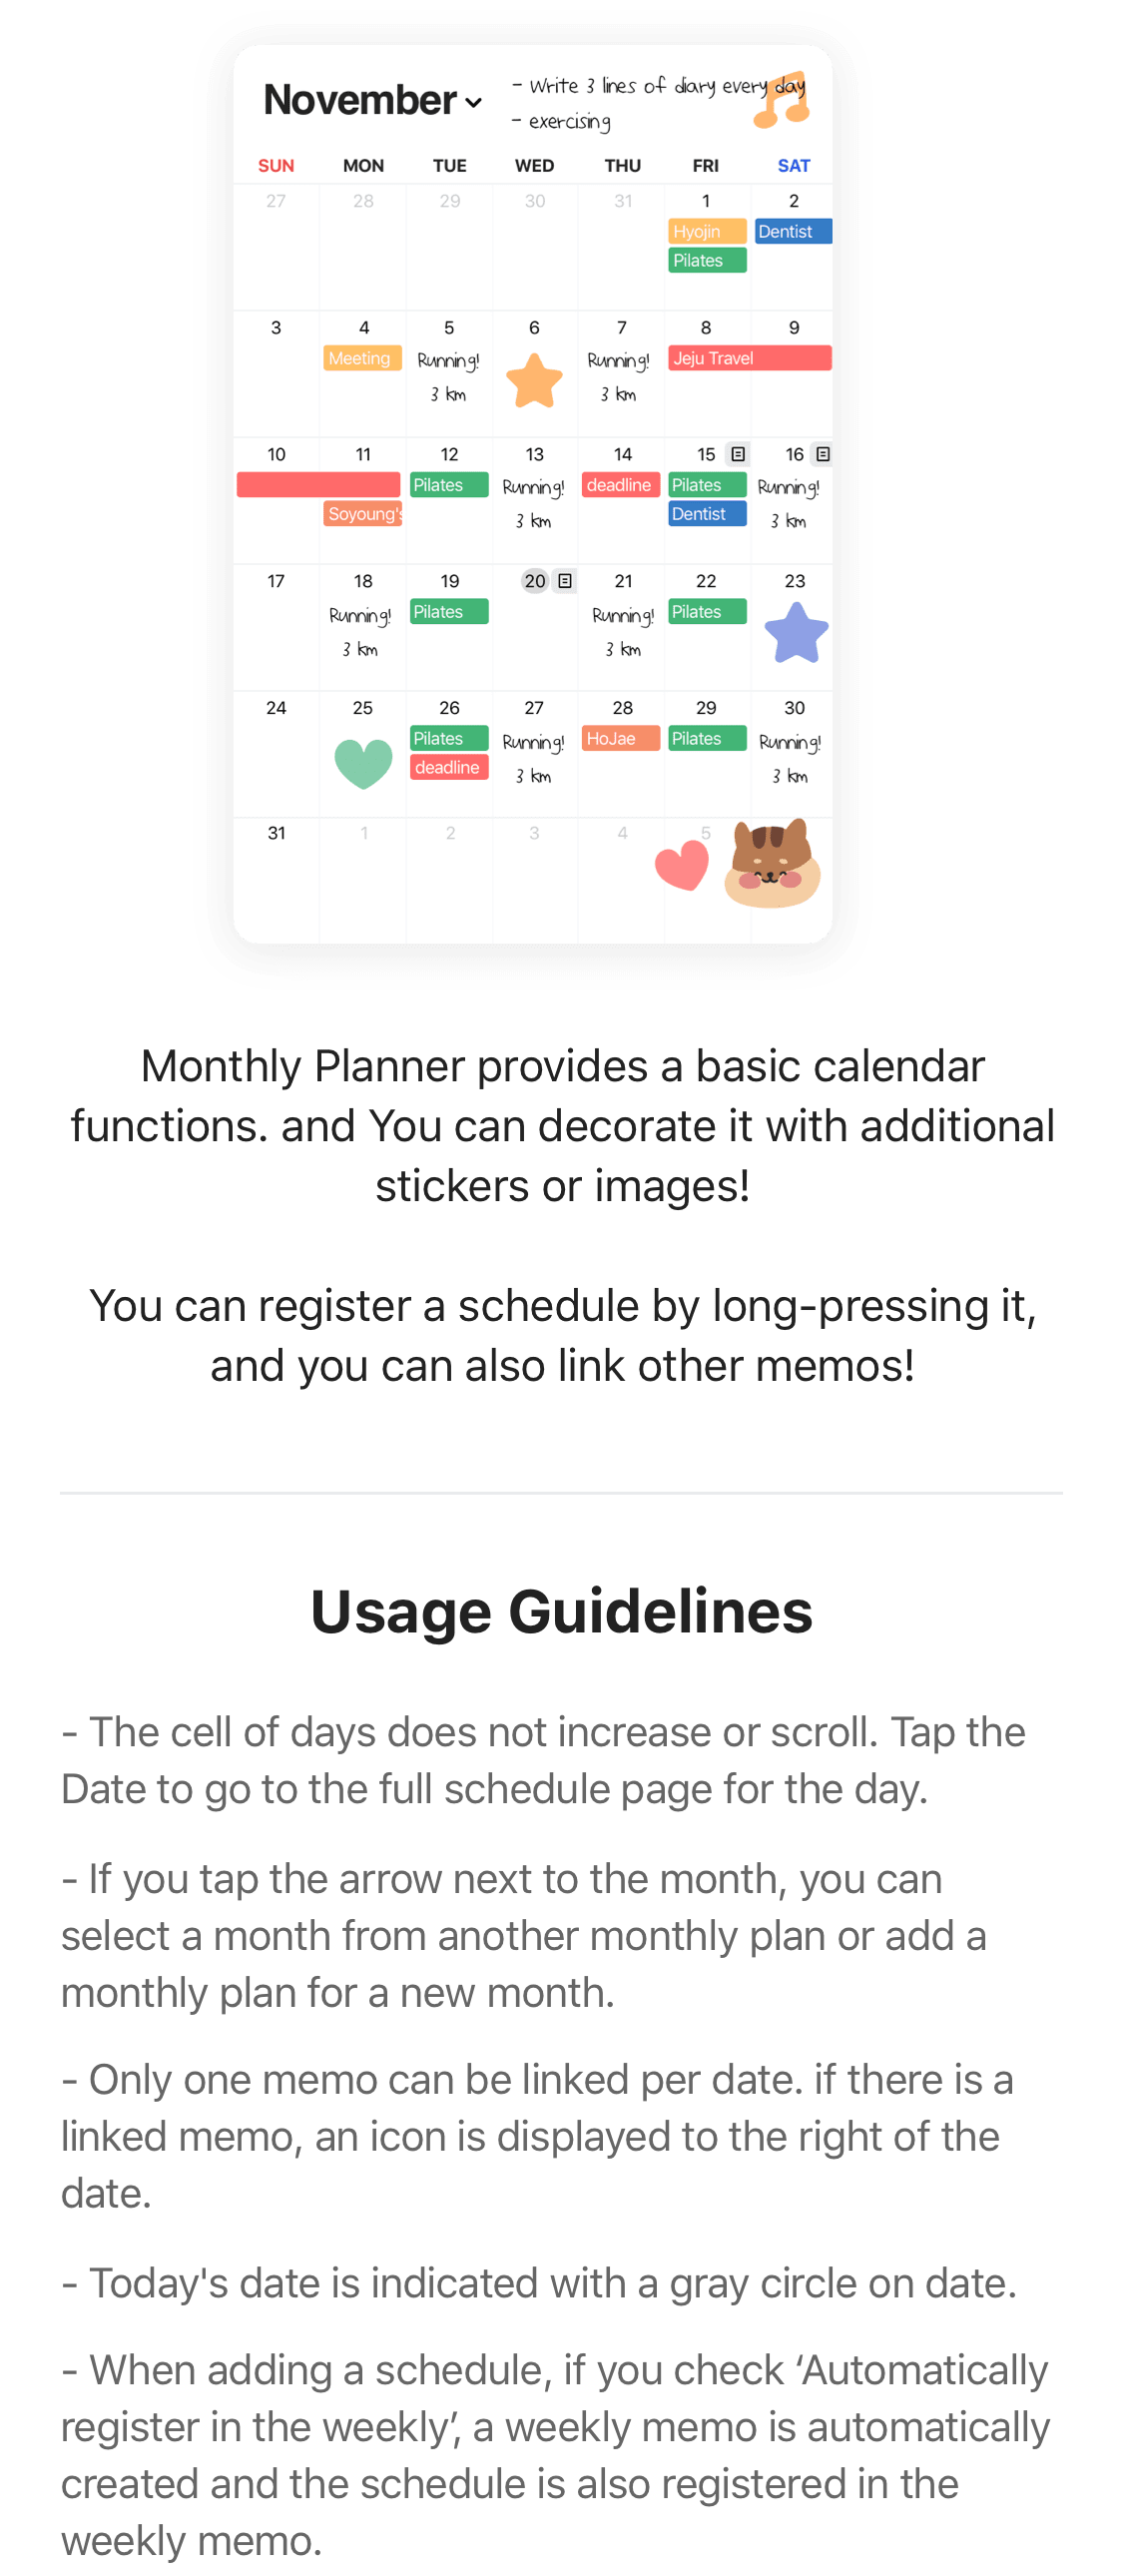 November
- Write 3 lines of diary every day
- exercising
SUN MON TUE WED THU FRI SAT
27 28 29 30 31 1 2
Hyojin Dentist
Pilates
3 4 5 6 7 8 9
Meeting Running! Running! Jeju Travel
3 km 3 km
10 11 12 13 14 15 16
Pilates Running! deadline Pilates Running!
Soyoung's 3 km Dentist 3 km
17 18 19 20 21 22 23
Running! Pilates Running! Pilates
3 km 3 km
24 25 26 27 28 29 30
Pilates Running! HoJae Pilates Running!
deadline 3 km 3 km
31 1 2 3 4 5
Monthly Planner provides a basic calendar
functions. and You can decorate it with additional
stickers or images!
You can register a schedule by long-pressing it,
and you can also link other memos!
Usage Guidelines
- The cell of days does not increase or scroll. Tap the
Date to go to the full schedule page for the day.
- If you tap the arrow next to the month, you can
select a month from another monthly plan or add a
monthly plan for a new month.
- Only one memo can be linked per date. if there is a
linked memo, an icon is displayed to the right of the
date.
- Today's date is indicated with a gray circle on date.
- When adding a schedule, if you check ‘Automatically
register in the weekly’, a weekly memo is automatically
created and the schedule is also registered in the
weekly memo.